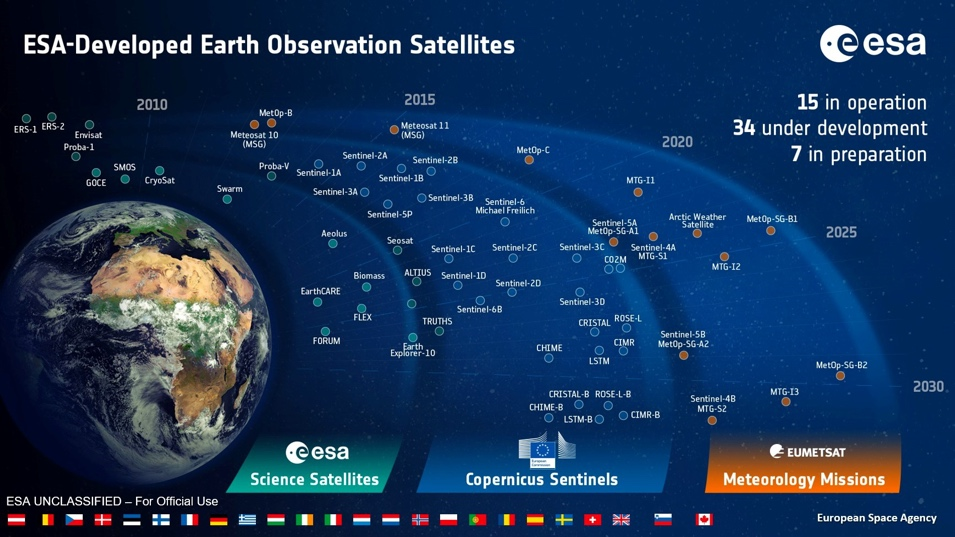 ESA-Developed Earth Observation Satellites
esa
15 in operation
34 under development
7 in preparation
2010
2015
2020
2025
2030
ERS-1
ERS-2
Envisat
Proba-1
GOCE
SMOS
CryoSat
Swarm
MetOp-B
Meteosat 10
(MSG)
Proba-V
Meteosat 11
(MSG)
Sentinel-1A
Sentinel-2A
Sentinel-1B
Sentinel-2B
Sentinel-3A
Sentinel-3B
Sentinel-5P
MetOp-C
Sentinel-6
Michael Freilich
MTG-I1
Aeolus
Seosat
Sentinel-1C
Sentinel-2C
Sentinel-3C
Sentinel-5A
MetOp-SG-A1
Sentinel-4A
MTG-S1
Arctic Weather
Satellite
MetOp-SG-B1
MTG-I2
CO2M
Biomass
ALTIUS
Sentinel-1D
Sentinel-2D
Sentinel-3D
EarthCARE
FLEX
Sentinel-6B
FORUM
TRUTHS
Earth
Explorer-10
CRISTAL
ROSE-L
CHIME
LSTM
CIMR
Sentinel-5B
MetOp-SG-A2
MetOp-SG-B2
MTG-I3
Sentinel-4B
MTG-S2
CRISTAL-B
ROSE-L-B
CHIME-B
LSTM-B
CIMR-B
esa
Science Satellites
European
Commission
Copernicus Sentinels
EUMETSAT
Meteorology Missions
ESA UNCLASSIFIED – For Official Use
European Space Agency